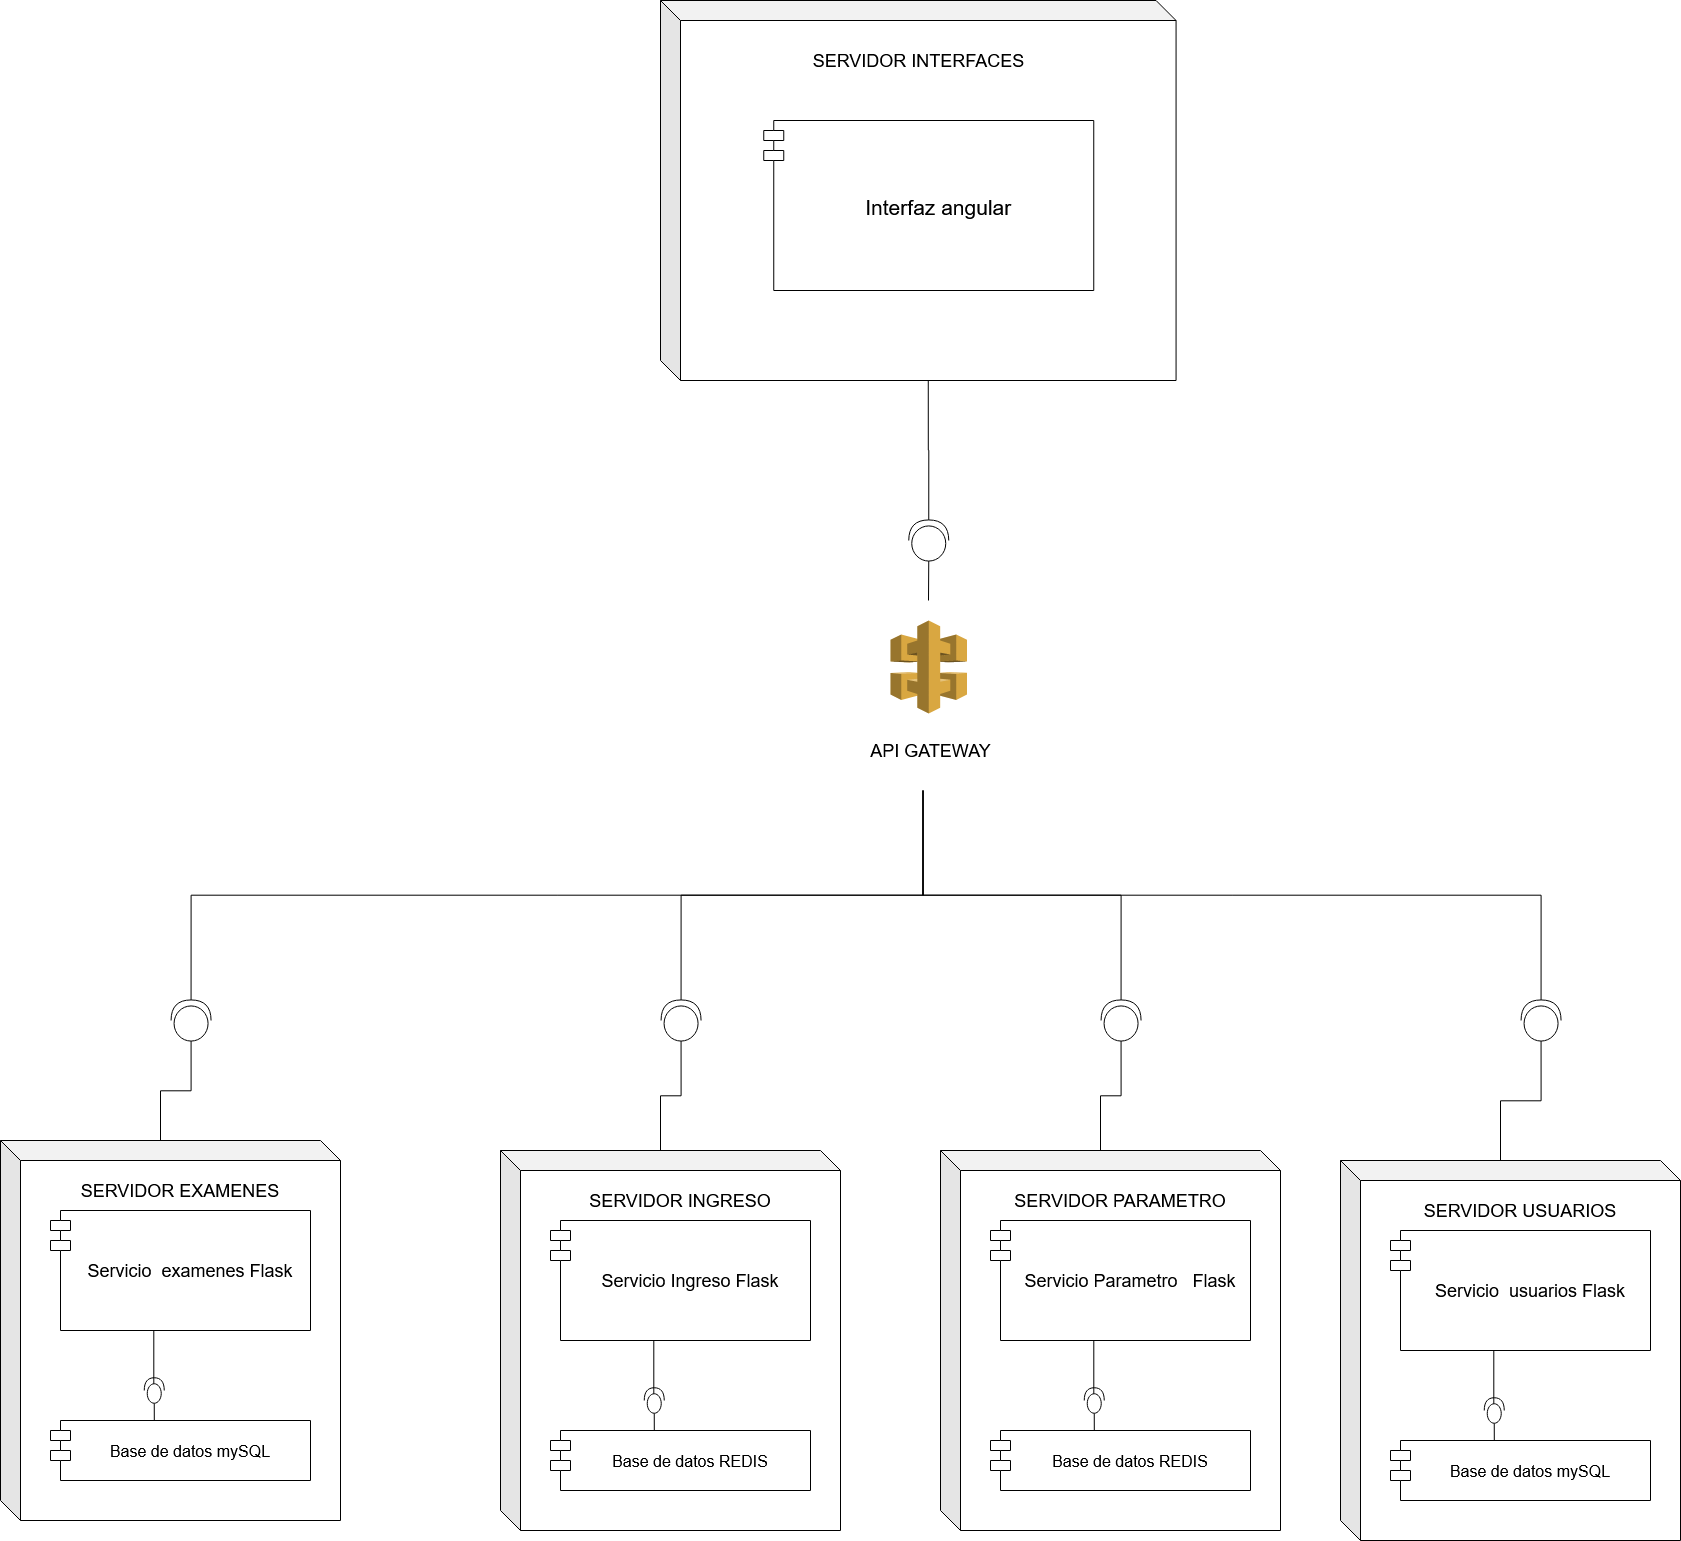 SERVIDOR INTERFACES
Interfaz angular
API GATEWAY
SERVIDOR EXAMENES
Servicio  examenes Flask
Base de datos mySQL
SERVIDOR INGRESO
Servicio Ingreso Flask
Base de datos REDIS
SERVIDOR PARAMETRO
Servicio Parametro   Flask
Base de datos REDIS
SERVIDOR USUARIOS
Servicio  usuarios Flask
Base de datos mySQL